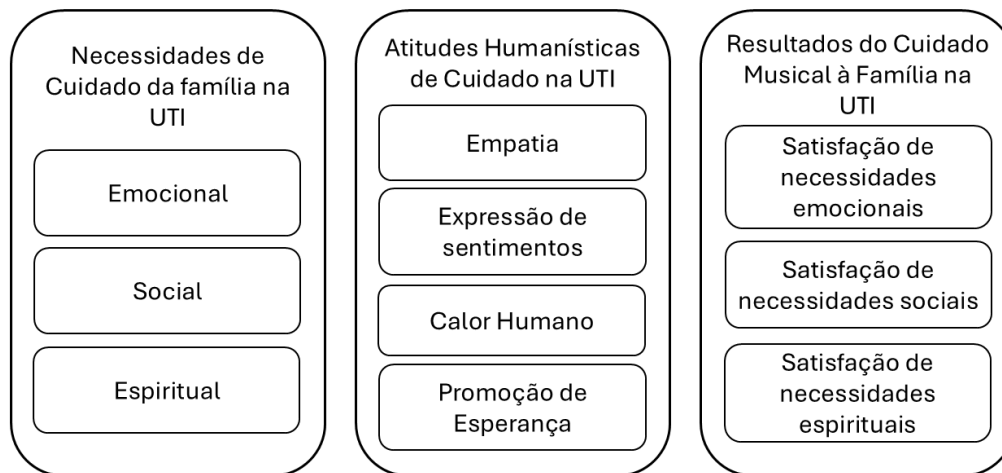 Necessidades de
Cuidado da família na
UTI
Emocional
Social
Espiritual
Atitudes Humanísticas
de Cuidado na UTI
Empatia
Expressão de
sentimentos
Calor Humano
Promoção de
Esperança
Resultados do Cuidado
Musical à Família na
UTI
Satisfação de
necessidades
emocionais
Satisfação de
necessidades sociais
Satisfação de
necessidades
espirituais